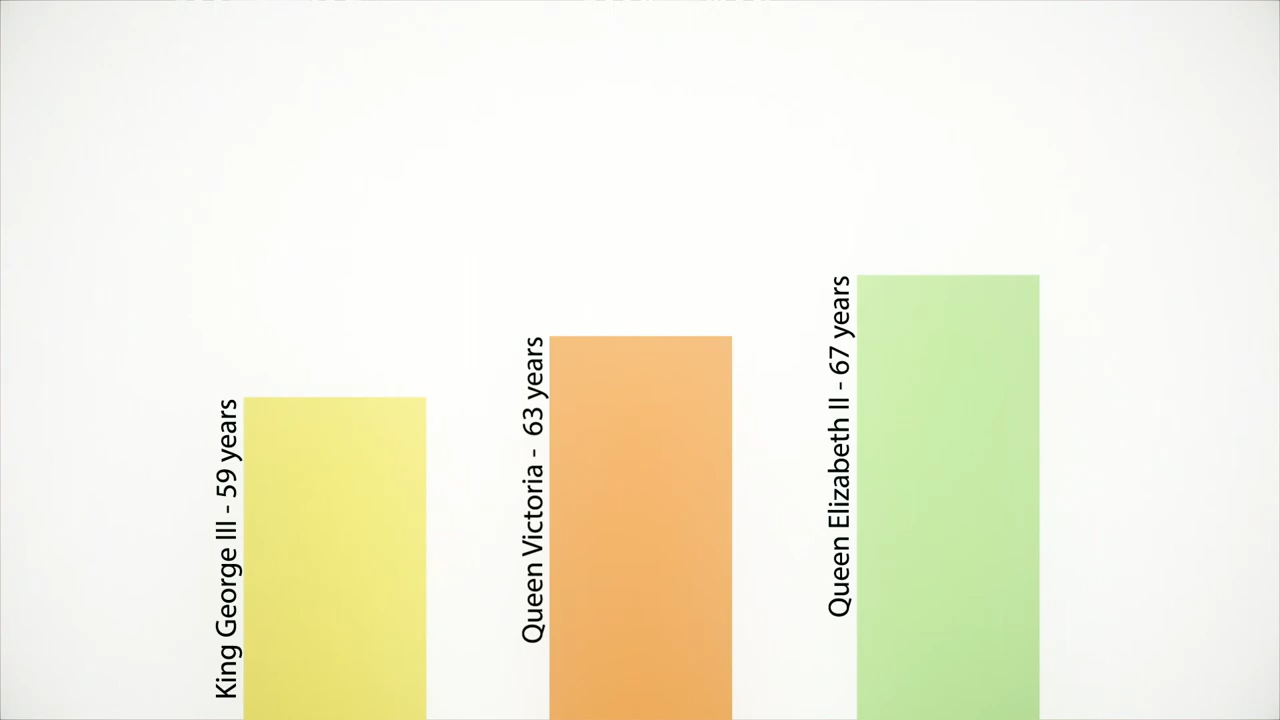 King George III - 59 years
Queen Victoria - 63 years
Queen Elizabeth II - 67 years